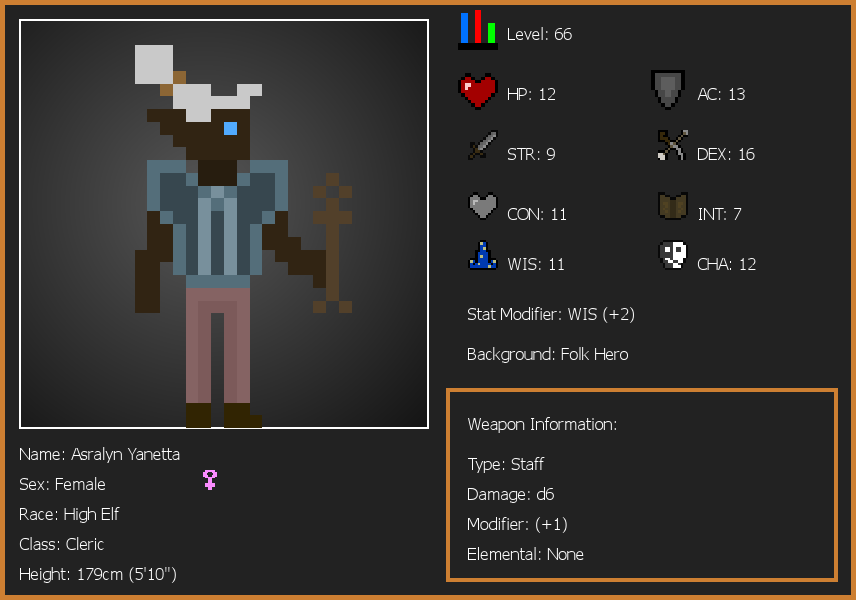 Level: 66
HP: 12
AC: 13
STR: 9
DEX: 16
CON: 11
INT: 7
WIS: 11
CHA: 12
Stat Modifier: WIS (+2)
Background: Folk Hero
Weapon Information:
Type: Staff
Damage: d6
Modifier: (+1)
Elemental: None
Name: Asralyn Yanetta
Sex: Female
Race: High Elf
Class: Cleric
Height: 179cm (5'10")